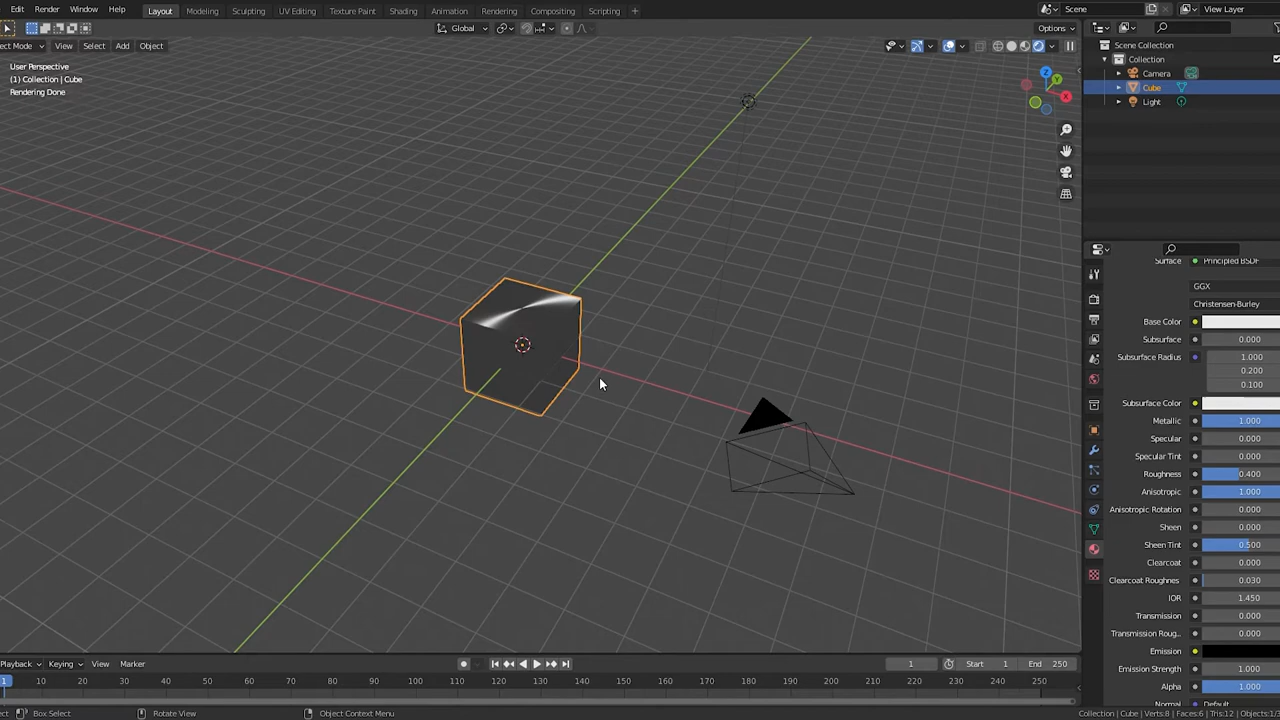 Edit Render Window Help Layout Modeling Sculpting UV Editing Texture Paint Shading Animation Rendering Compositing Scripting + Scene View Layer
Global Options
ect Mode View Select Add Object
User Perspective
(1) Collection | Cube
Rendering Done
X
Y
Z
Scene Collection
Collection
Camera
Cube
Light
Surface Principled BSDF
GGX
Christensen-Burley
Base Color
Subsurface 0.000
Subsurface Radius 1.000
0.200
0.100
Subsurface Color
Metallic 1.000
Specular 0.000
Specular Tint 0.000
Roughness 0.400
Anisotropic 1.000
Anisotropic Rotation 0.000
Sheen 0.000
Sheen Tint 0.500
Clearcoat 0.000
Clearcoat Roughnes 0.030
IOR 1.450
Transmission 0.000
Transmission Roug.. 0.000
Emission
Emission Strength 1.000
Alpha 1.000
Normal Default
Playback Keying View Marker 1 Start 1 End 250
1 10 20 30 40 50 60 70 80 90 100 110 120 130 140 150 160 170 180 190 200 210 220 230 240 250
ct Box Select Rotate View Object Context Menu Collection | Cube | Verts:8 | Faces:6 | Tris:12 | Objects:1/3